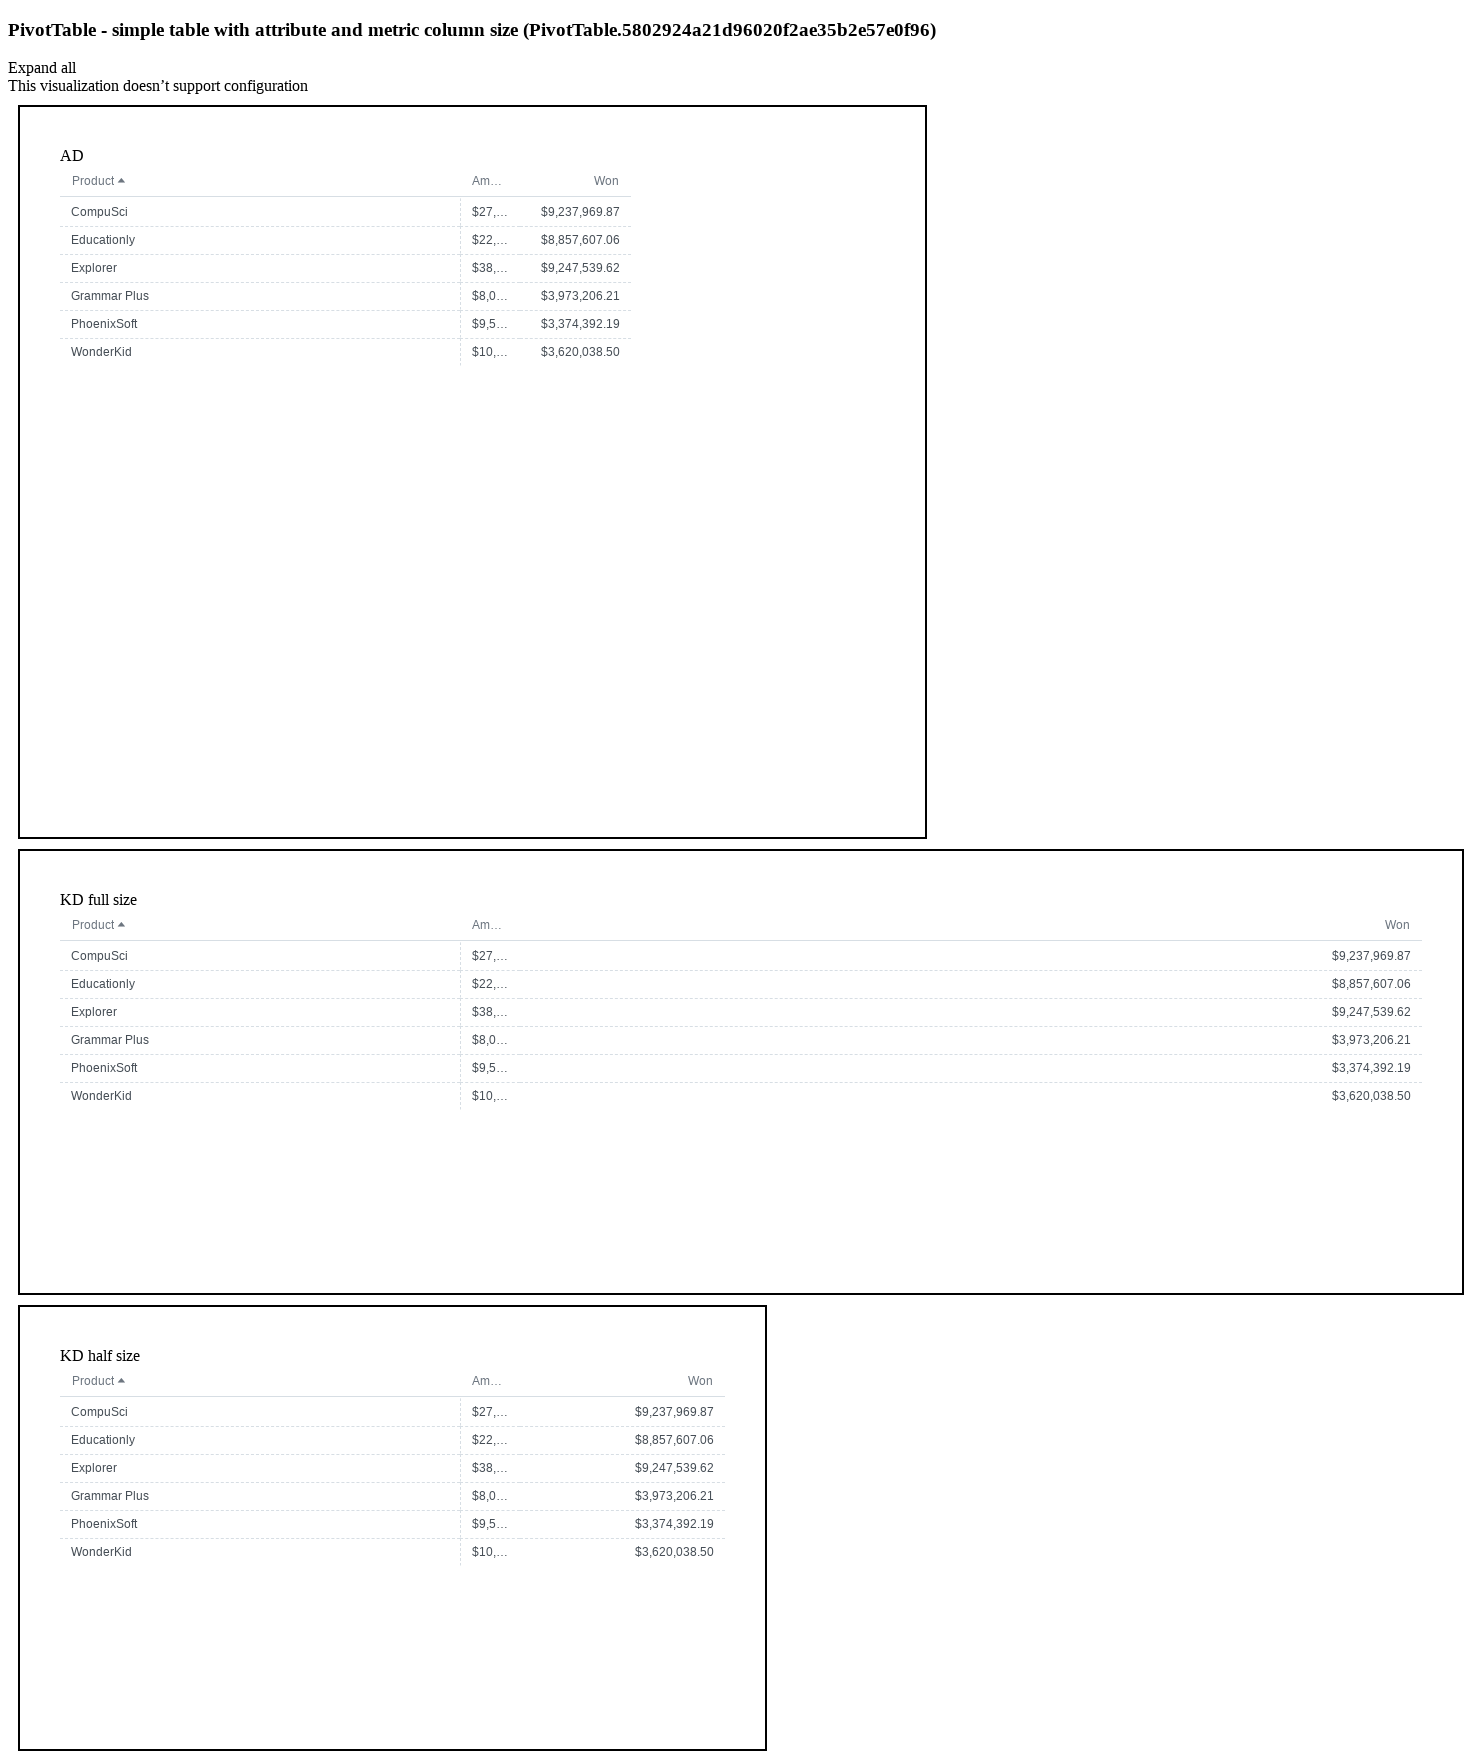 PivotTable - simple table with attribute and metric column size (PivotTable.5802924a21d96020f2ae35b2e57e0f96)
Expand all
This visualization doesn’t support configuration
AD
Product Am… Won
CompuSci $27,… $9,237,969.87
Educationly $22,… $8,857,607.06
Explorer $38,… $9,247,539.62
Grammar Plus $8,0… $3,973,206.21
PhoenixSoft $9,5… $3,374,392.19
WonderKid $10,… $3,620,038.50
KD full size
Product Am… Won
CompuSci $27,… $9,237,969.87
Educationly $22,… $8,857,607.06
Explorer $38,… $9,247,539.62
Grammar Plus $8,0… $3,973,206.21
PhoenixSoft $9,5… $3,374,392.19
WonderKid $10,… $3,620,038.50
KD half size
Product Am… Won
CompuSci $27,… $9,237,969.87
Educationly $22,… $8,857,607.06
Explorer $38,… $9,247,539.62
Grammar Plus $8,0… $3,973,206.21
PhoenixSoft $9,5… $3,374,392.19
WonderKid $10,… $3,620,038.50